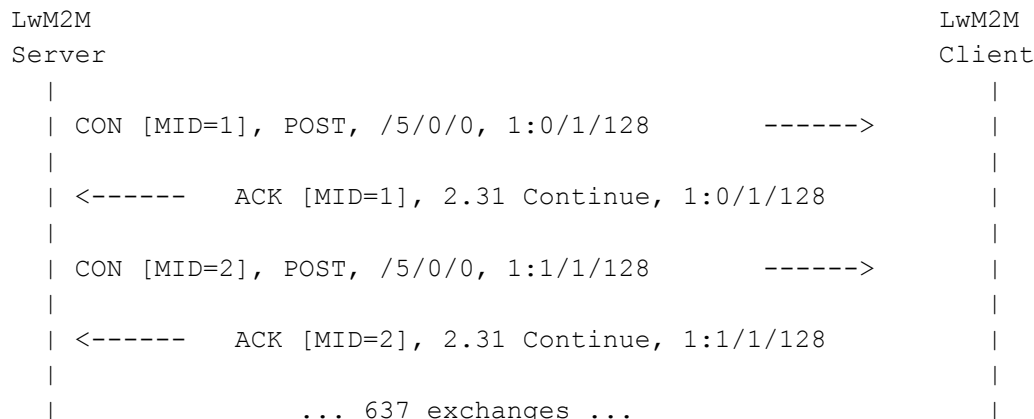 LwM2M                                                  LwM2M
Server                                                 Client
  |                                                       |
  | CON [MID=1], POST, /5/0/0, 1:0/1/128       ------>    |
  |                                                       |
  | <------   ACK [MID=1], 2.31 Continue, 1:0/1/128       |
  |                                                       |
  | CON [MID=2], POST, /5/0/0, 1:1/1/128       ------>    |
  |                                                       |
  | <------   ACK [MID=2], 2.31 Continue, 1:1/1/128       |
  |                                                       |
  |               ... 637 exchanges ...                   |